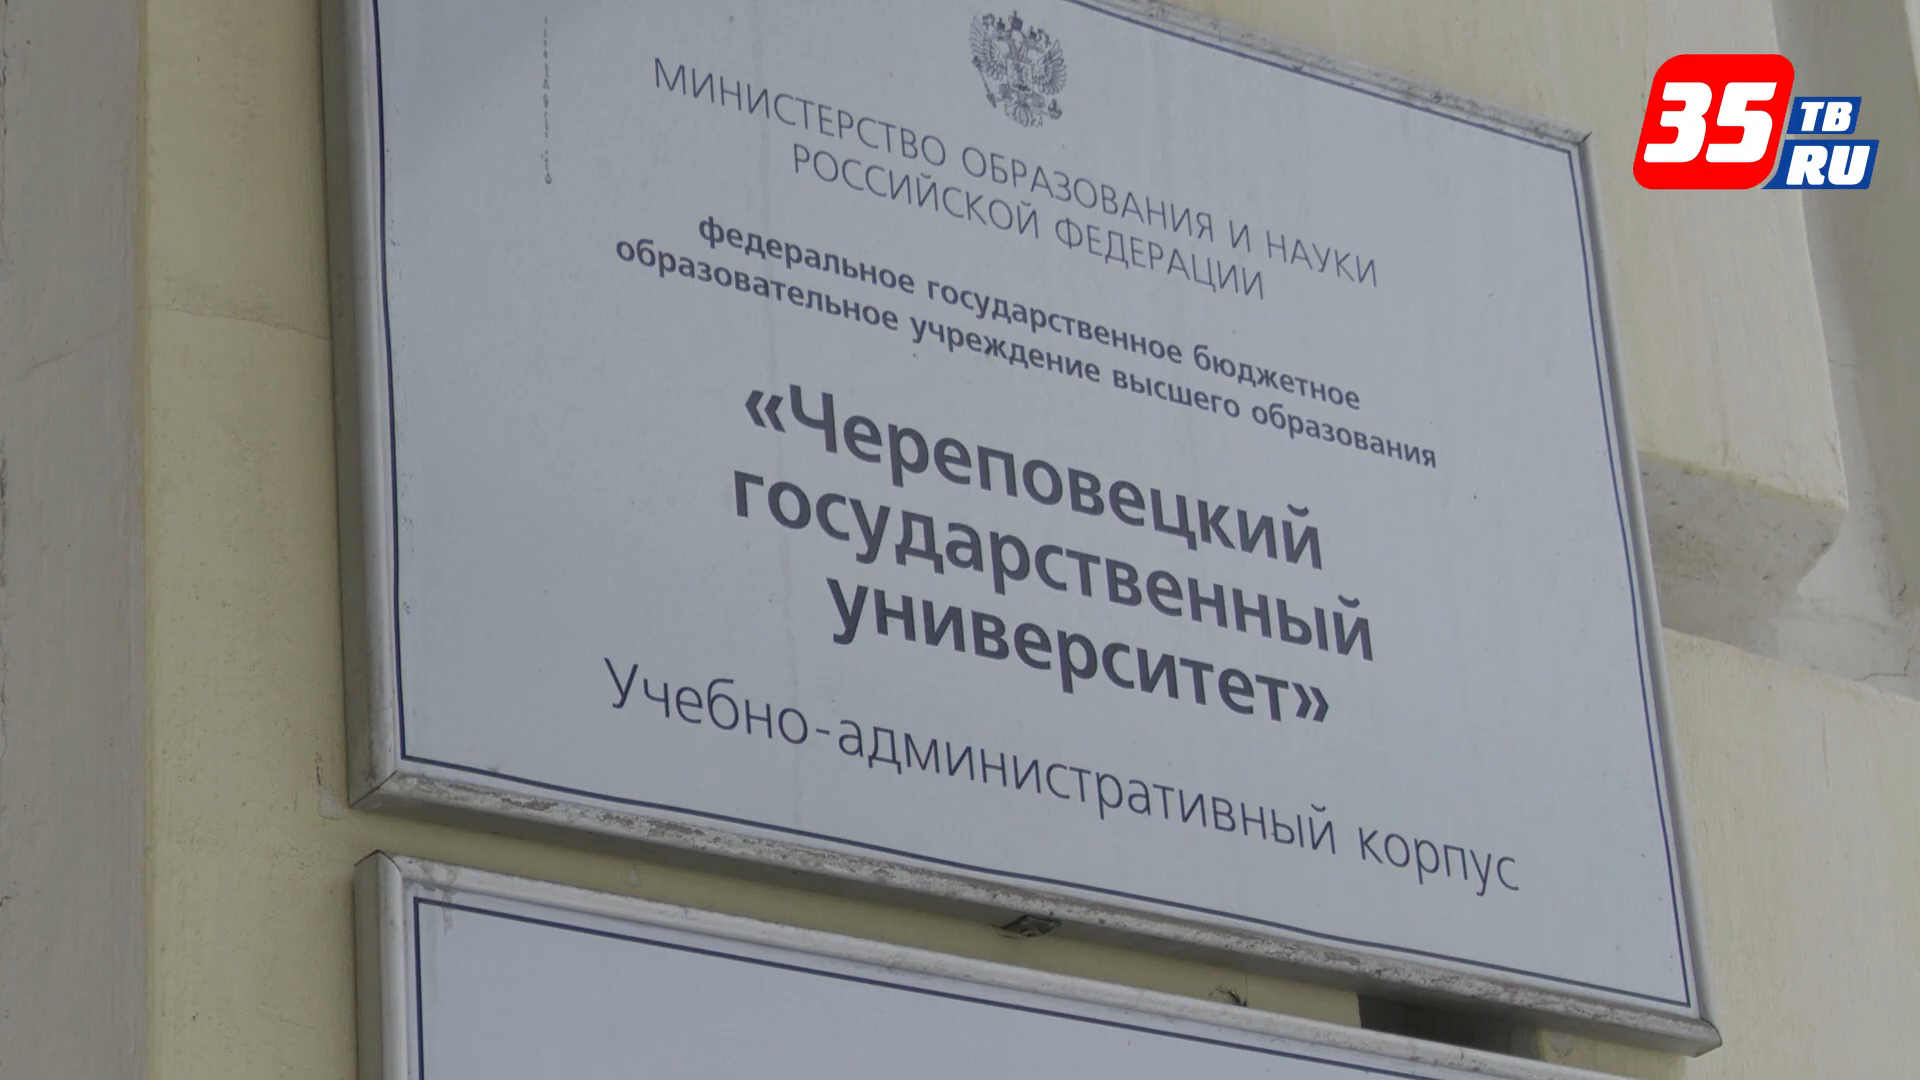 МИНИСТЕРСТВО ОБРАЗОВАНИЯ И НАУКИ
РОССИЙСКОЙ ФЕДЕРАЦИИ
федеральное государственное бюджетное
образовательное учреждение высшего образования
«Череповецкий
государственный
университет»
Учебно-административный корпус
35
ТВ
RU